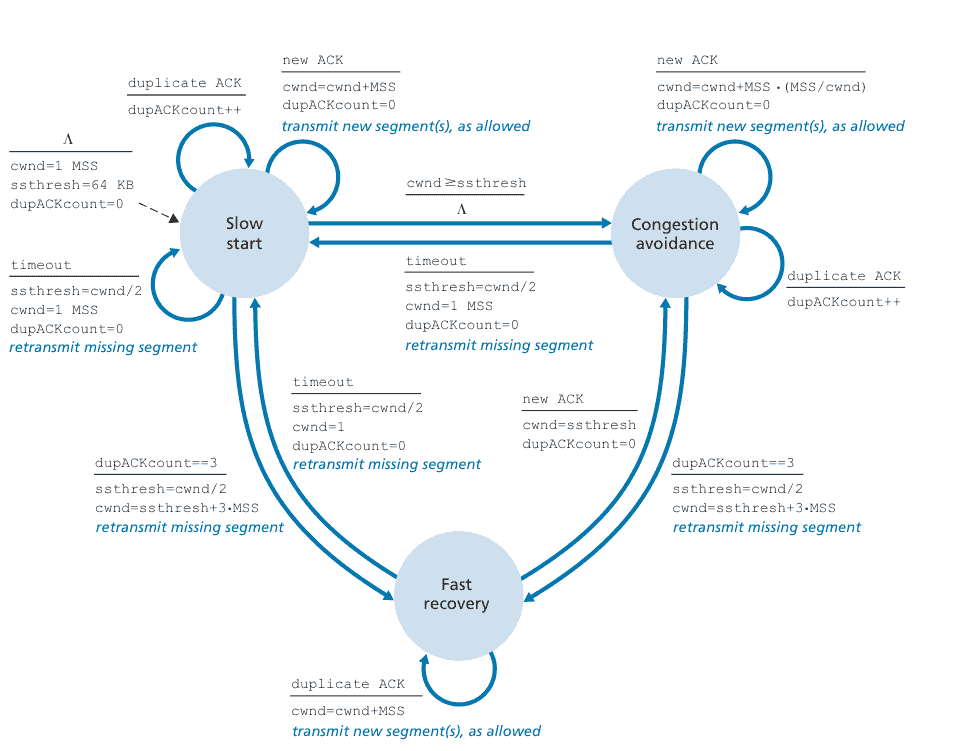 duplicate ACK
dupACKcount++
new ACK
cwnd=cwnd+MSS
dupACKcount=0
transmit new segment(s), as allowed
new ACK
cwnd=cwnd+MSS·(MSS/cwnd)
dupACKcount=0
transmit new segment(s), as allowed
Λ
cwnd=1 MSS
ssthresh=64 KB
dupACKcount=0
Slow
start
cwnd≥ssthresh
Λ
Congestion
avoidance
timeout
ssthresh=cwnd/2
cwnd=1 MSS
dupACKcount=0
retransmit missing segment
timeout
ssthresh=cwnd/2
cwnd=1 MSS
dupACKcount=0
retransmit missing segment
duplicate ACK
dupACKcount++
timeout
ssthresh=cwnd/2
cwnd=1
dupACKcount=0
retransmit missing segment
new ACK
cwnd=ssthresh
dupACKcount=0
dupACKcount==3
ssthresh=cwnd/2
cwnd=ssthresh+3·MSS
retransmit missing segment
dupACKcount==3
ssthresh=cwnd/2
cwnd=ssthresh+3·MSS
retransmit missing segment
Fast
recovery
duplicate ACK
cwnd=cwnd+MSS
transmit new segment(s), as allowed